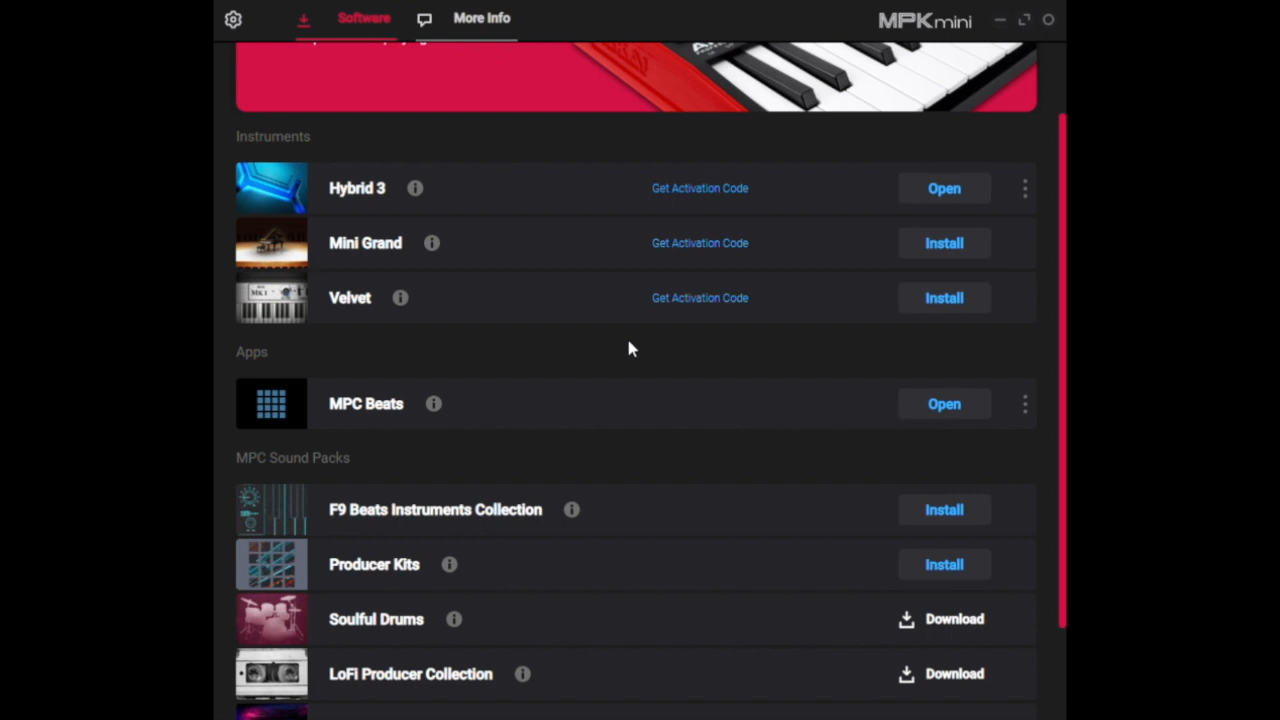 Software
More Info
MPKmini
Instruments
Hybrid 3
Get Activation Code
Open
Mini Grand
Get Activation Code
Install
Velvet
Get Activation Code
Install
Apps
MPC Beats
Open
MPC Sound Packs
F9 Beats Instruments Collection
Install
Producer Kits
Install
Soulful Drums
Download
LoFi Producer Collection
Download